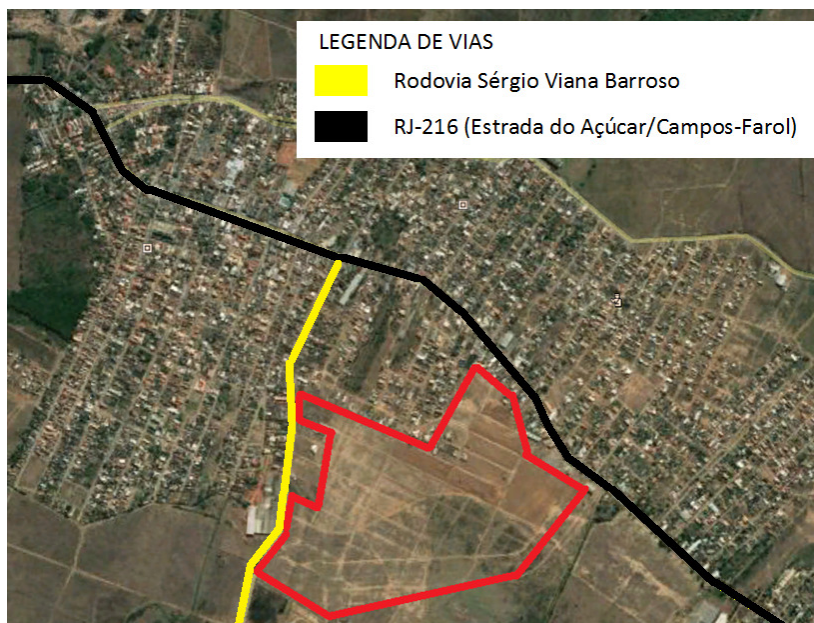 LEGENDA DE VIAS
Rodovia Sérgio Viana Barroso
RJ-216 (Estrada do Açúcar/Campos-Farol)